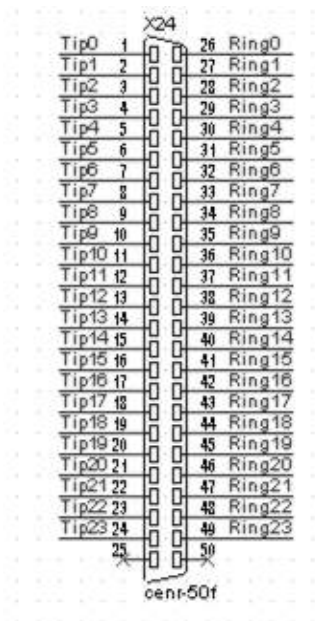 X24
Tip0 1 26 Ring0
Tip1 2 27 Ring1
Tip2 3 28 Ring2
Tip3 4 29 Ring3
Tip4 5 30 Ring4
Tip5 6 31 Ring5
Tip6 7 32 Ring6
Tip7 8 33 Ring7
Tip8 9 34 Ring8
Tip9 10 35 Ring9
Tip10 11 36 Ring10
Tip11 12 37 Ring11
Tip12 13 38 Ring12
Tip13 14 39 Ring13
Tip14 15 40 Ring14
Tip15 16 41 Ring15
Tip16 17 42 Ring16
Tip17 18 43 Ring17
Tip18 19 44 Ring18
Tip19 20 45 Ring19
Tip20 21 46 Ring20
Tip21 22 47 Ring21
Tip22 23 48 Ring22
Tip23 24 49 Ring23
25 50
cenr-50f